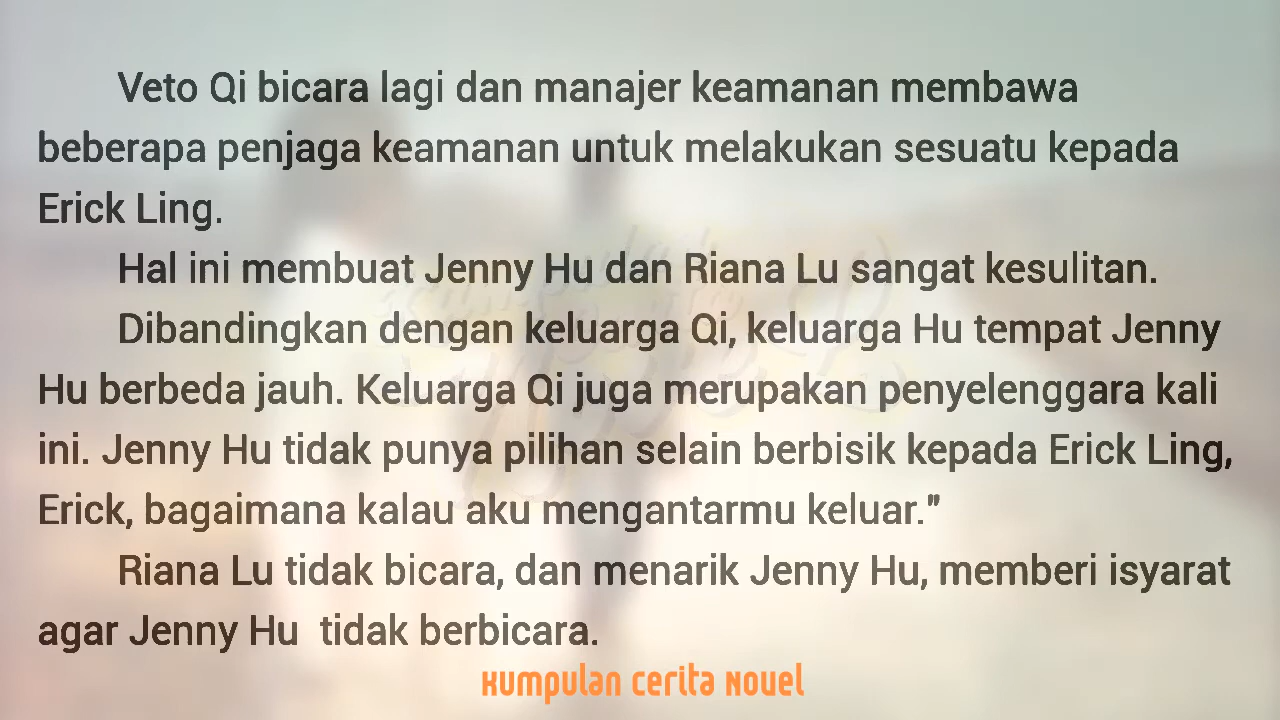 Veto Qi bicara lagi dan manajer keamanan membawa
beberapa penjaga keamanan untuk melakukan sesuatu kepada
Erick Ling.
Hal ini membuat Jenny Hu dan Riana Lu sangat kesulitan.
Dibandingkan dengan keluarga Qi, keluarga Hu tempat Jenny
Hu berbeda jauh. Keluarga Qi juga merupakan penyelenggara kali
ini. Jenny Hu tidak punya pilihan selain berbisik kepada Erick Ling,
Erick, bagaimana kalau aku mengantarmu keluar."
Riana Lu tidak bicara, dan menarik Jenny Hu, memberi isyarat
agar Jenny Hu  tidak berbicara.
Kumpulan Cerita Novel